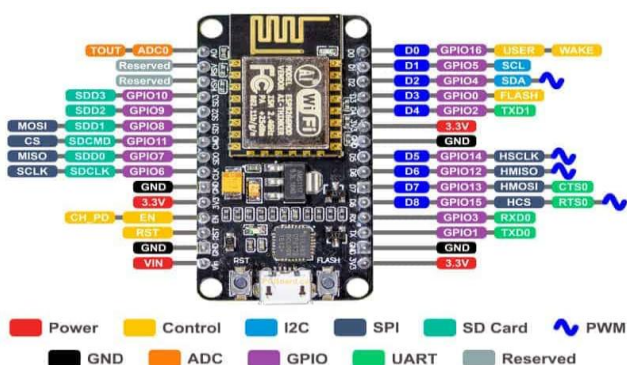 TOUT ADC0
Reserved
Reserved
SDD3 GPIO10
SDD2 GPIO9
MOSI SDD1 GPIO8
CS SDCMD GPIO11
MISO SDD0 GPIO7
SCLK SDCLK GPIO6
GND
3.3V
CH_PD EN
RST
GND
VIN
WiFi
RST
FLASH
D0 GPIO16 USER WAKE
D1 GPIO5 SCL
D2 GPIO4 SDA
D3 GPIO0 FLASH
D4 GPIO2 TXD1
3.3V
GND
D5 GPIO14 HSCLK
D6 GPIO12 HMISO
D7 GPIO13 HMOSI CTS0
D8 GPIO15 HCS RTS0
GPIO3 RXD0
GPIO1 TXD0
GND
3.3V
Power Control I2C SPI SD Card PWM
GND ADC GPIO UART Reserved